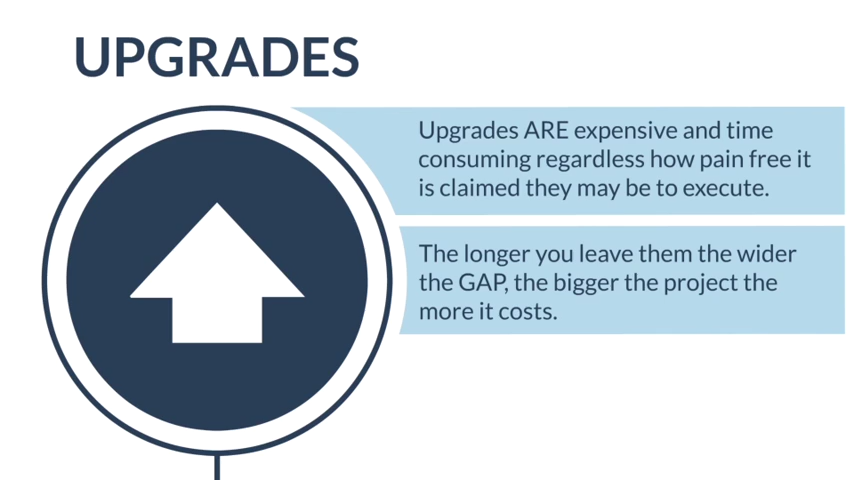 UPGRADES
Upgrades ARE expensive and time
consuming regardless how pain free it
is claimed they may be to execute.
The longer you leave them the wider
the GAP, the bigger the project the
more it costs.